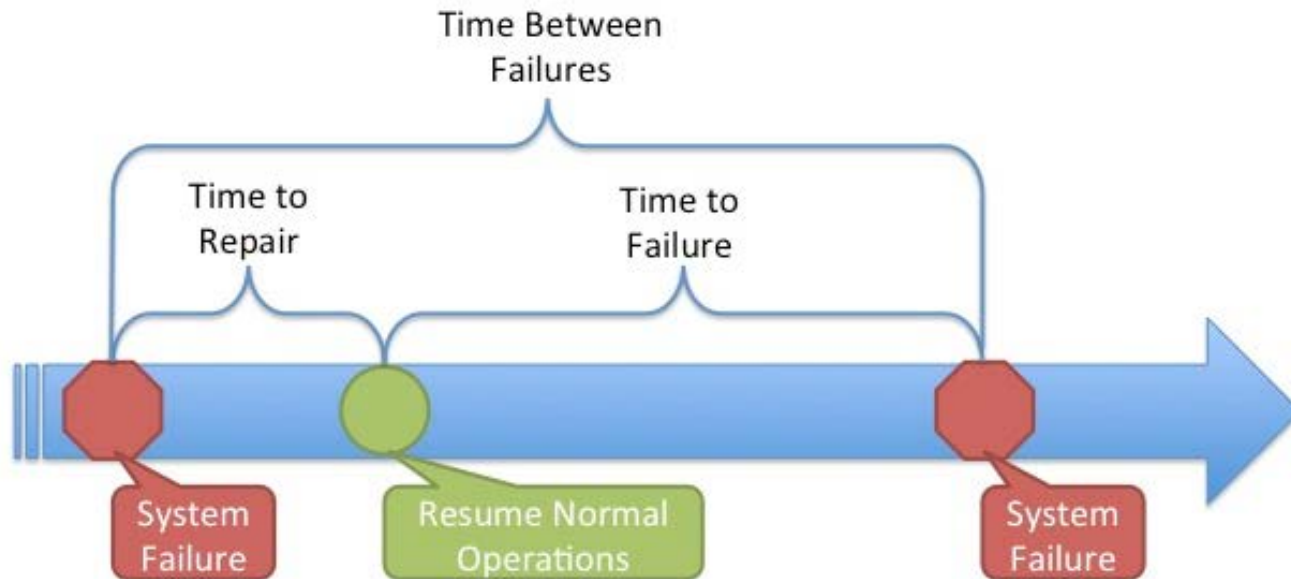 Time Between
Failures
Time to
Repair
Time to
Failure
System
Failure
Resume Normal
Operations
System
Failure